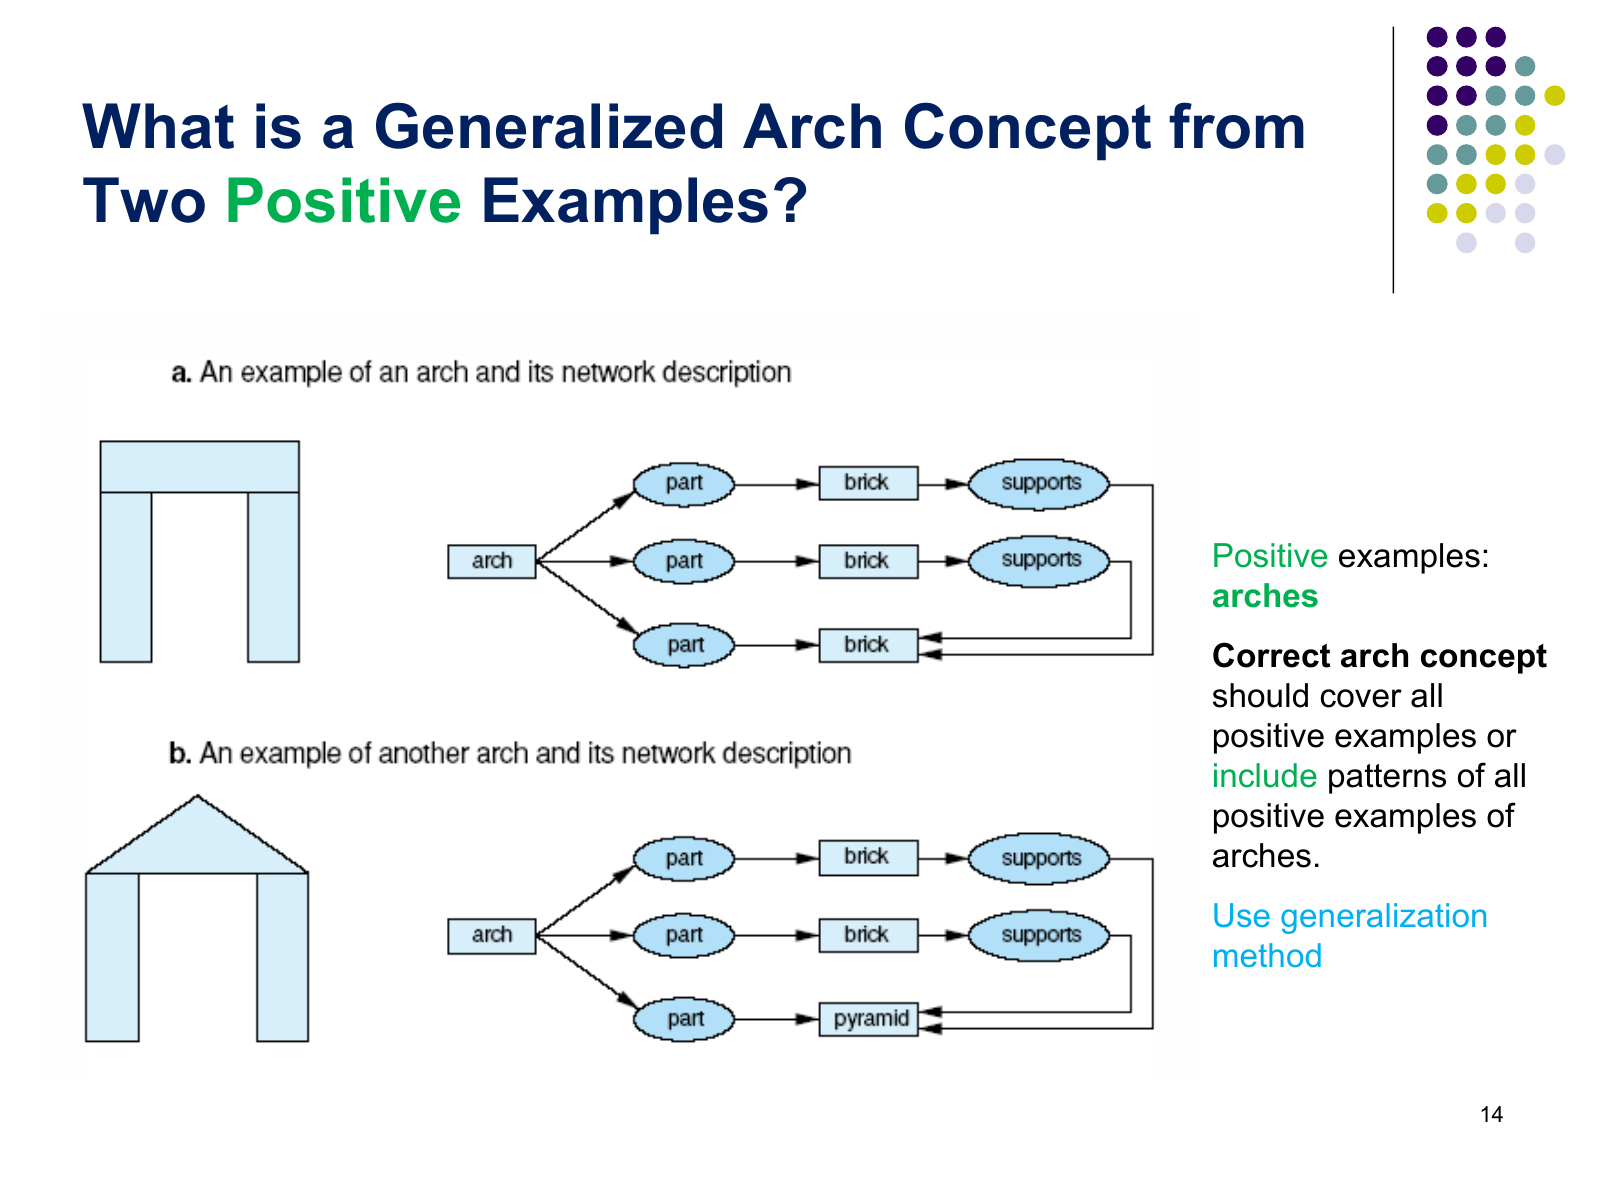 What is a Generalized Arch Concept from
Two Positive Examples?
a. An example of an arch and its network description
part
brick
supports
arch
part
brick
supports
part
brick
b. An example of another arch and its network description
part
brick
supports
arch
part
brick
supports
part
pyramid
Positive examples:
arches
Correct arch concept
should cover all
positive examples or
include patterns of all
positive examples of
arches.
Use generalization
method
14